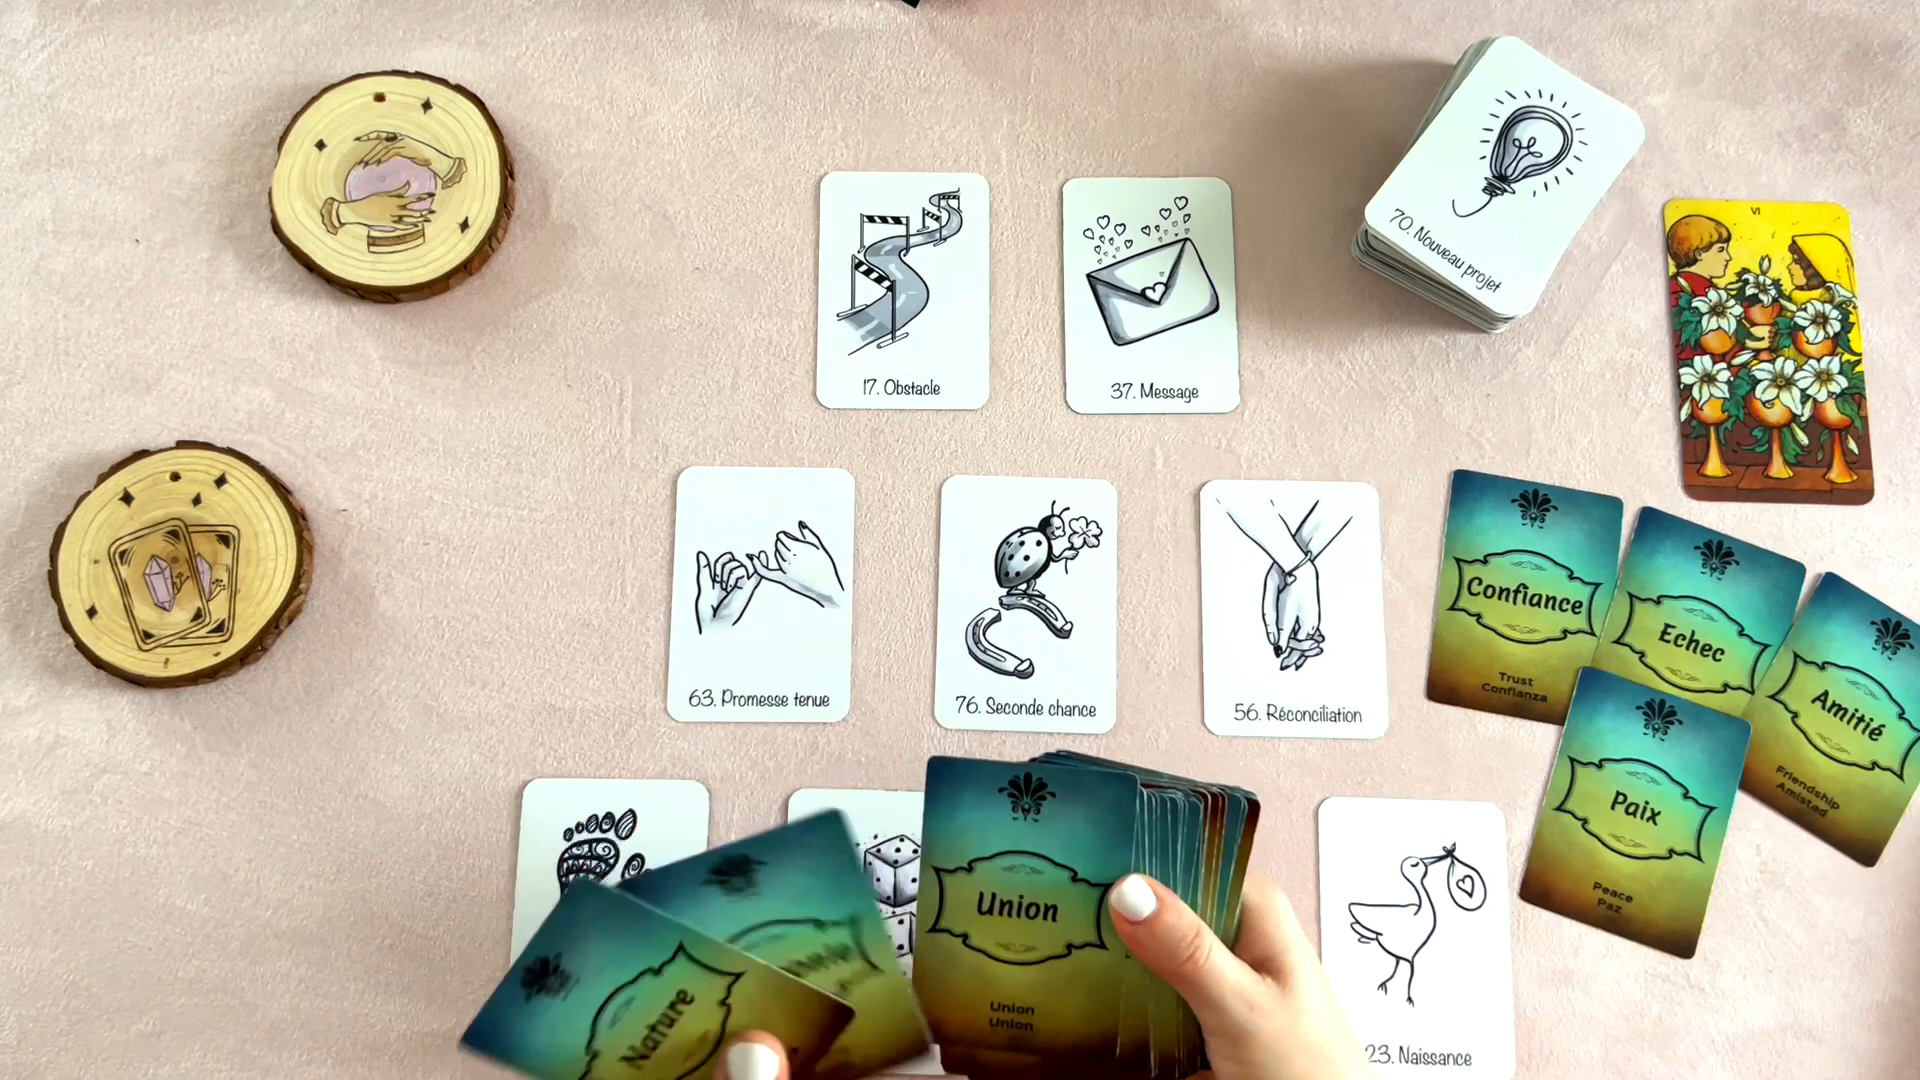 17. Obstacle
37. Message
70. Nouveau projet
VI
63. Promesse tenue
76. Seconde chance
56. Réconciliation
Confiance
Trust
Confianza
Echec
Amitié
Friendship
Amistad
Paix
Peace
Paz
Union
Union
Union
Nature
23. Naissance